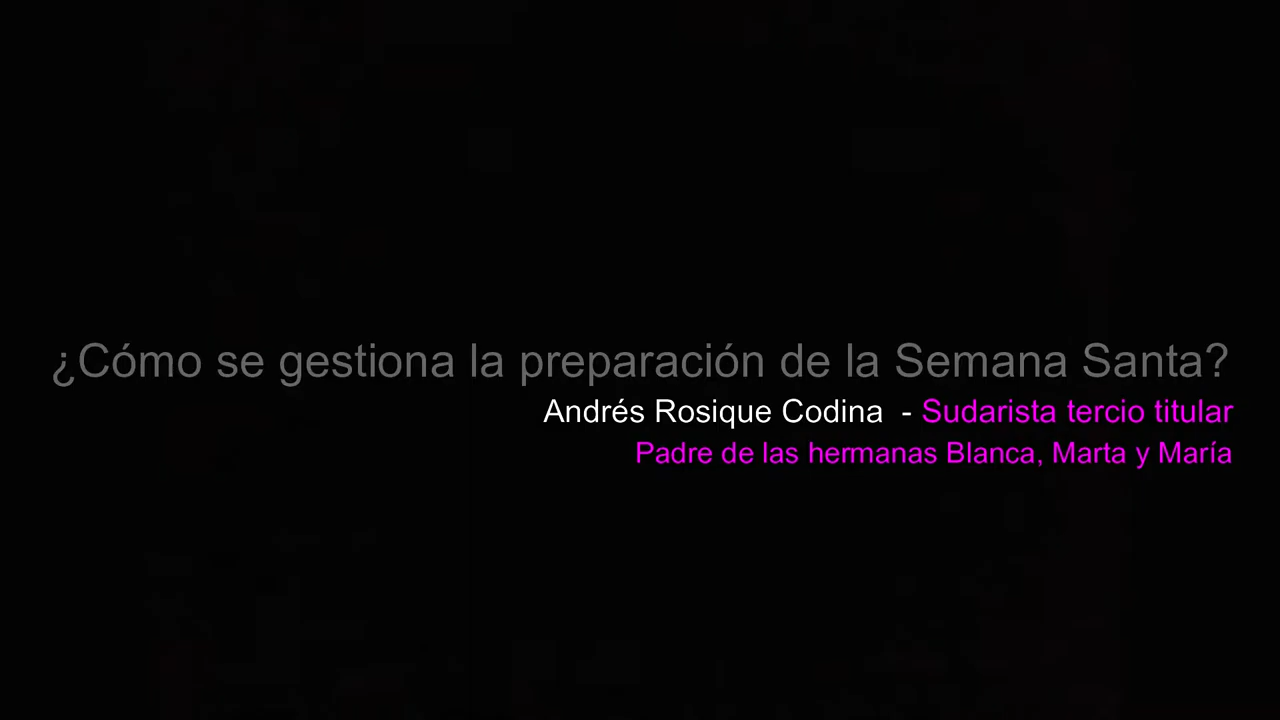 ¿Cómo se gestiona la preparación de la Semana Santa?
Andrés Rosique Codina - Sudarista tercio titular
Padre de las hermanas Blanca, Marta y María